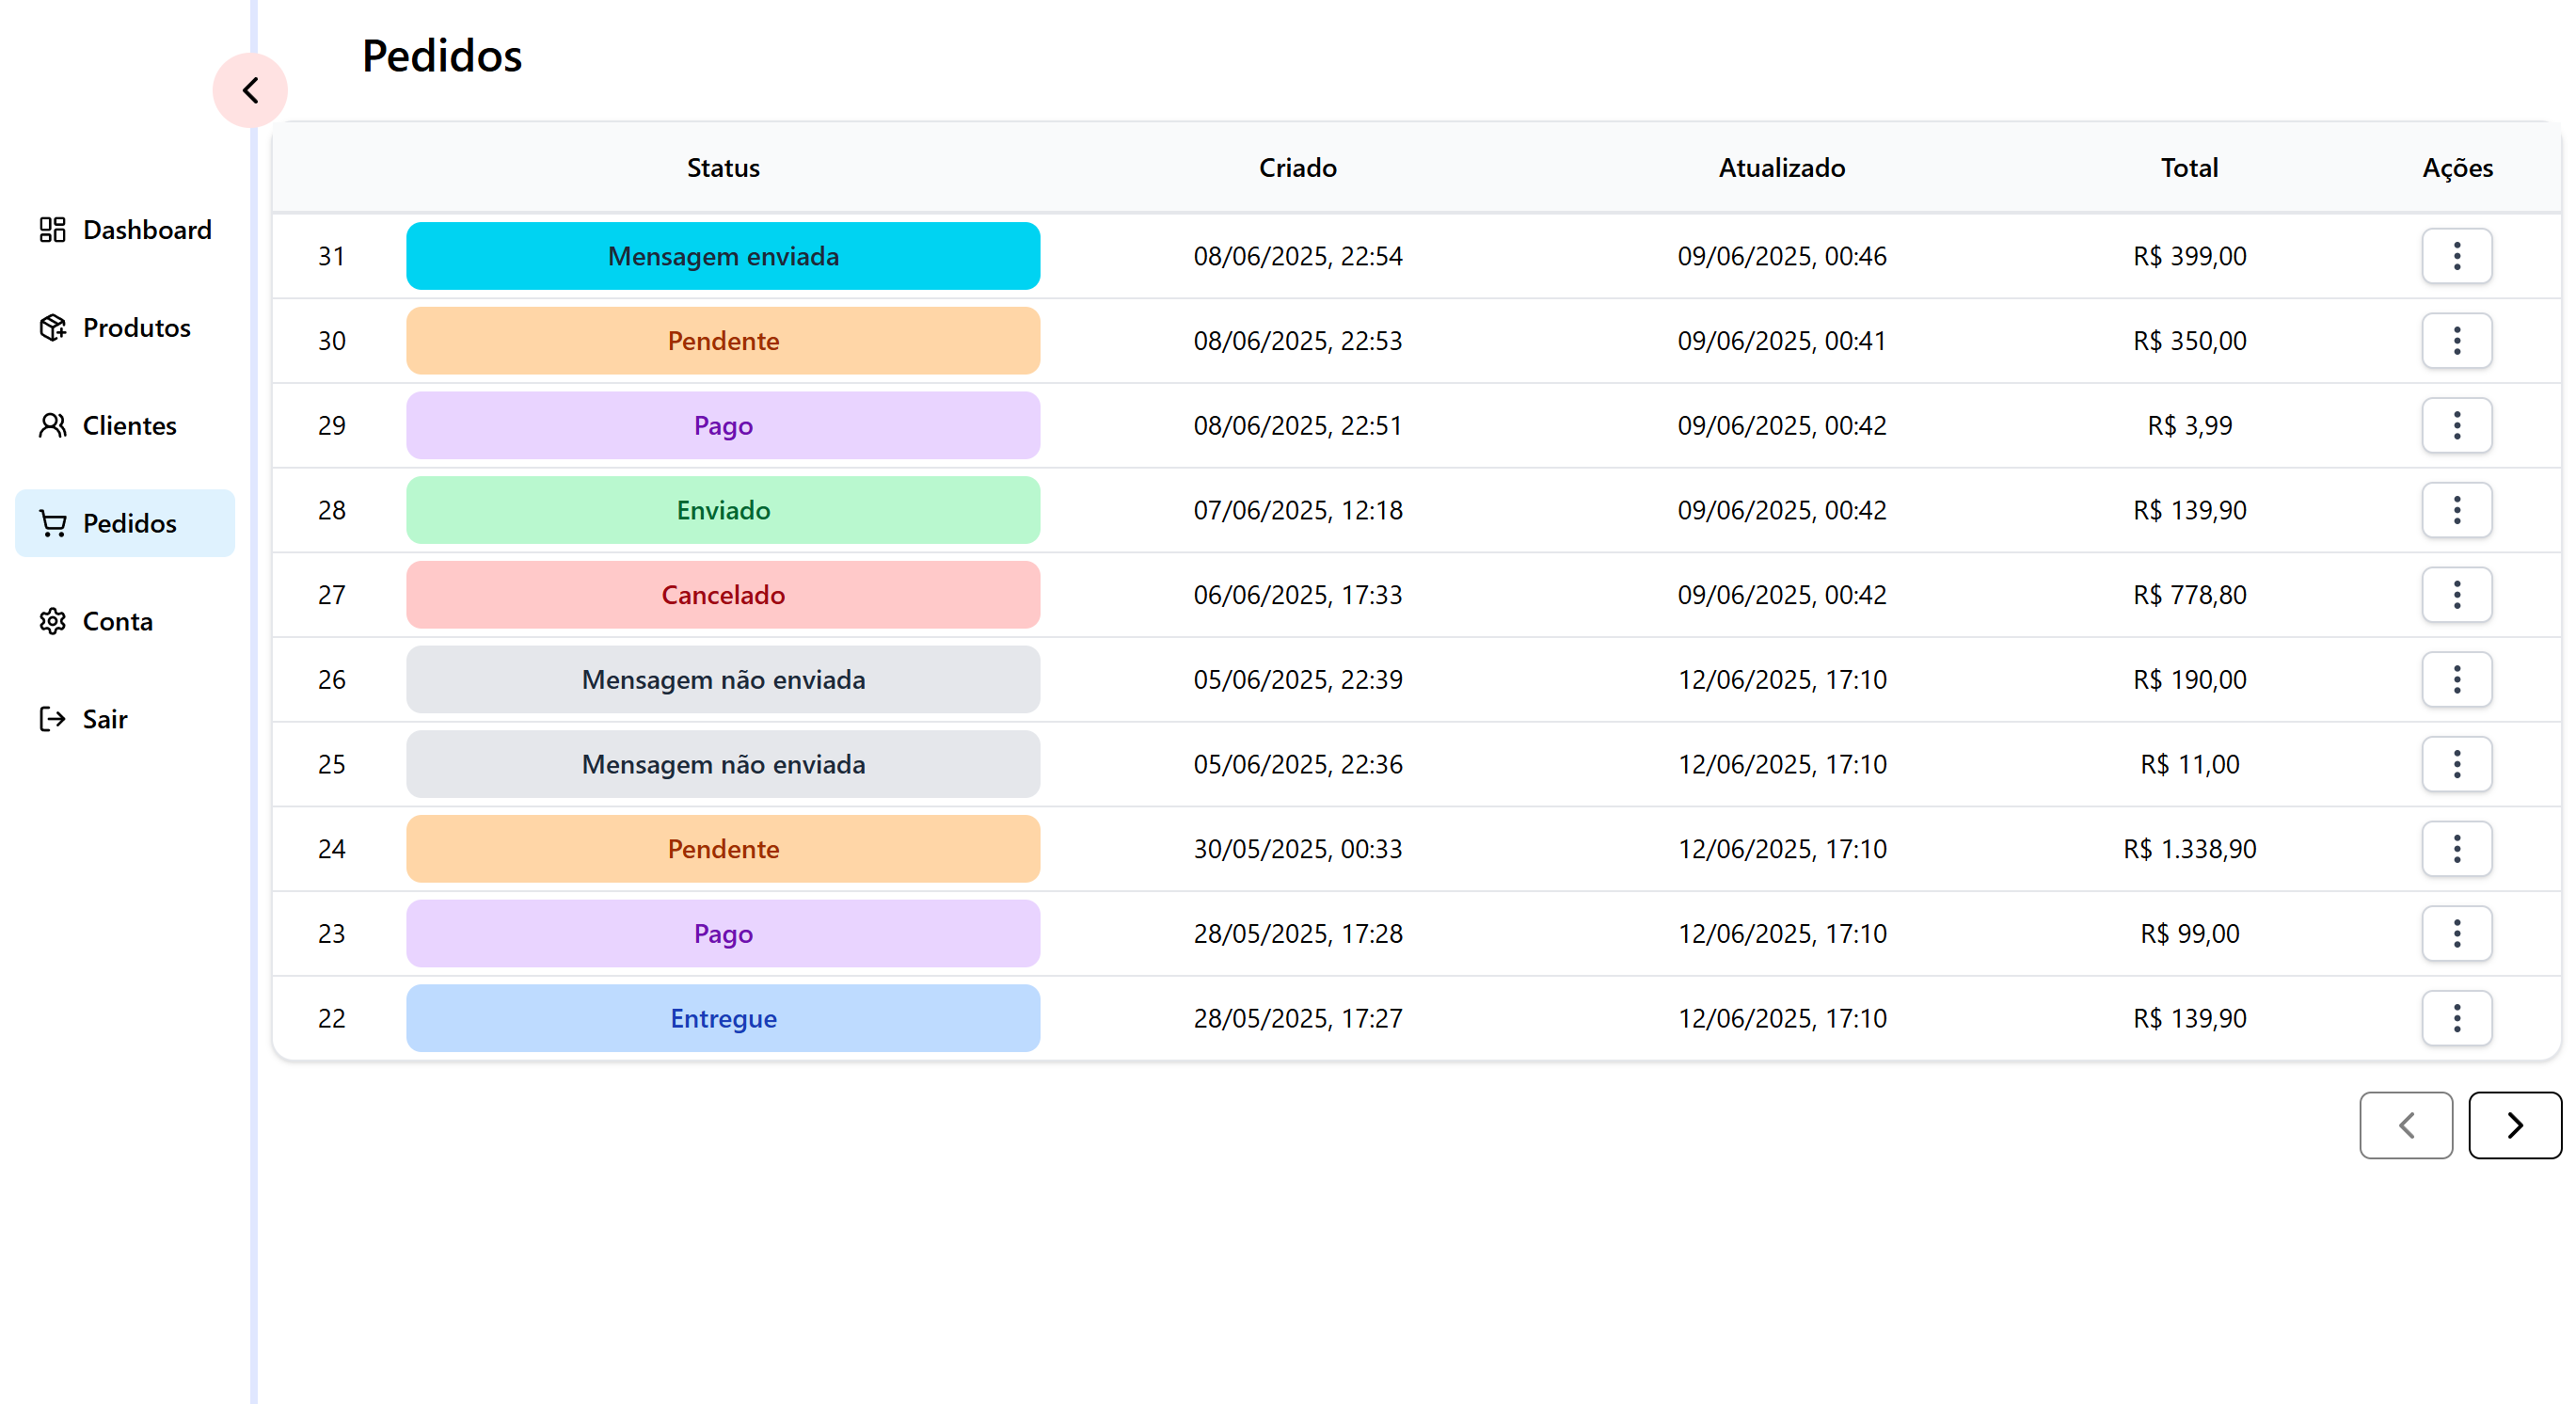 Pedidos
Dashboard
Produtos
Clientes
Pedidos
Conta
Sair
Status Criado Atualizado Total Ações
31 Mensagem enviada 08/06/2025, 22:54 09/06/2025, 00:46 R$ 399,00
30 Pendente 08/06/2025, 22:53 09/06/2025, 00:41 R$ 350,00
29 Pago 08/06/2025, 22:51 09/06/2025, 00:42 R$ 3,99
28 Enviado 07/06/2025, 12:18 09/06/2025, 00:42 R$ 139,90
27 Cancelado 06/06/2025, 17:33 09/06/2025, 00:42 R$ 778,80
26 Mensagem não enviada 05/06/2025, 22:39 12/06/2025, 17:10 R$ 190,00
25 Mensagem não enviada 05/06/2025, 22:36 12/06/2025, 17:10 R$ 11,00
24 Pendente 30/05/2025, 00:33 12/06/2025, 17:10 R$ 1.338,90
23 Pago 28/05/2025, 17:28 12/06/2025, 17:10 R$ 99,00
22 Entregue 28/05/2025, 17:27 12/06/2025, 17:10 R$ 139,90